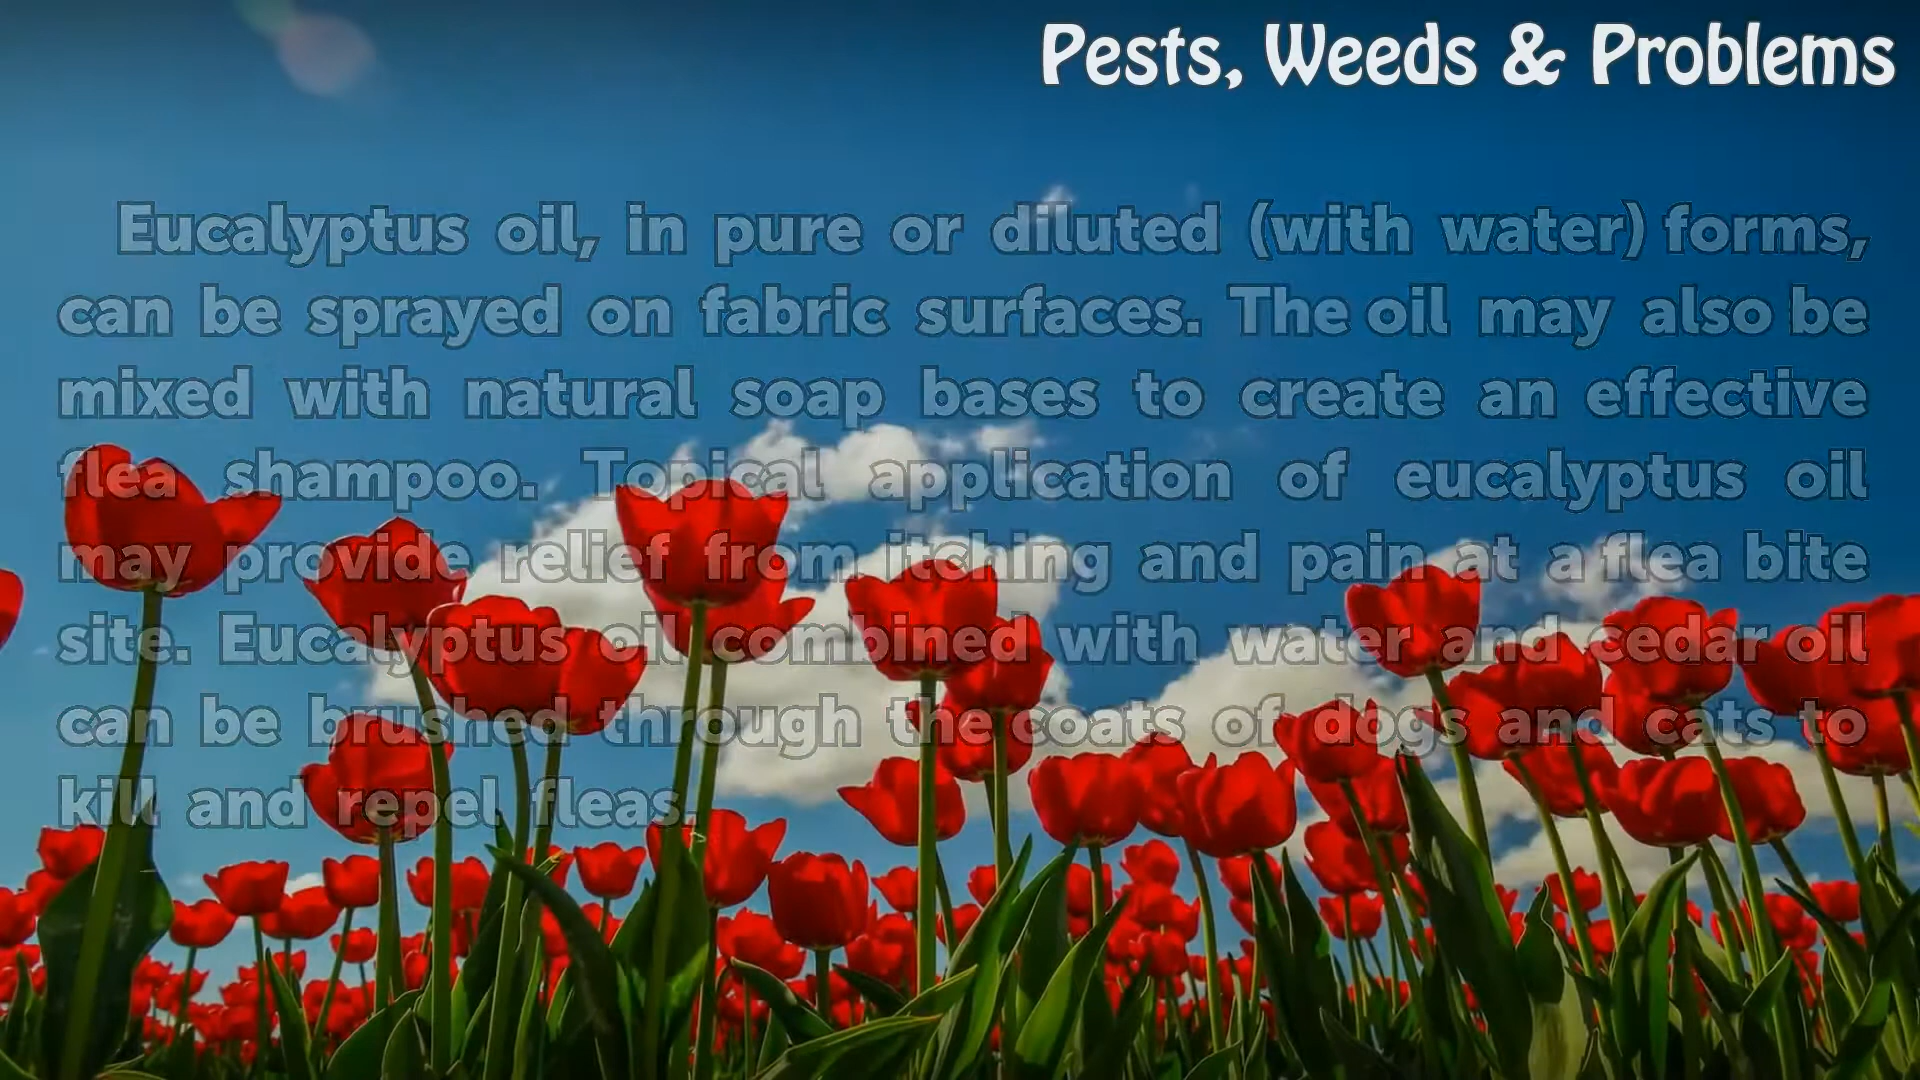 Pests, Weeds & Problems
Eucalyptus oil, in pure or diluted (with water) forms,
can be sprayed on fabric surfaces. The oil may also be
mixed with natural soap bases to create an effective
flea shampoo. Topical application of eucalyptus oil
may provide relief from itching and pain at a flea bite
site. Eucalyptus oil combined with water and cedar oil
can be brushed through the coats of dogs and cats to
kill and repel fleas.